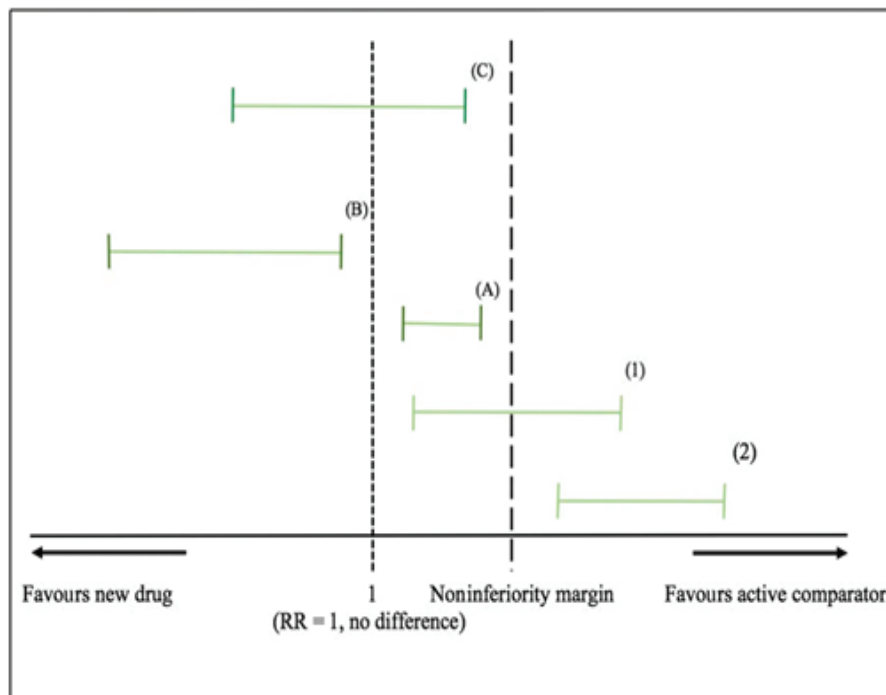 (C)
(B)
(A)
(1)
(2)
Favours new drug
1
(RR = 1, no difference)
Noninferiority margin
Favours active comparator